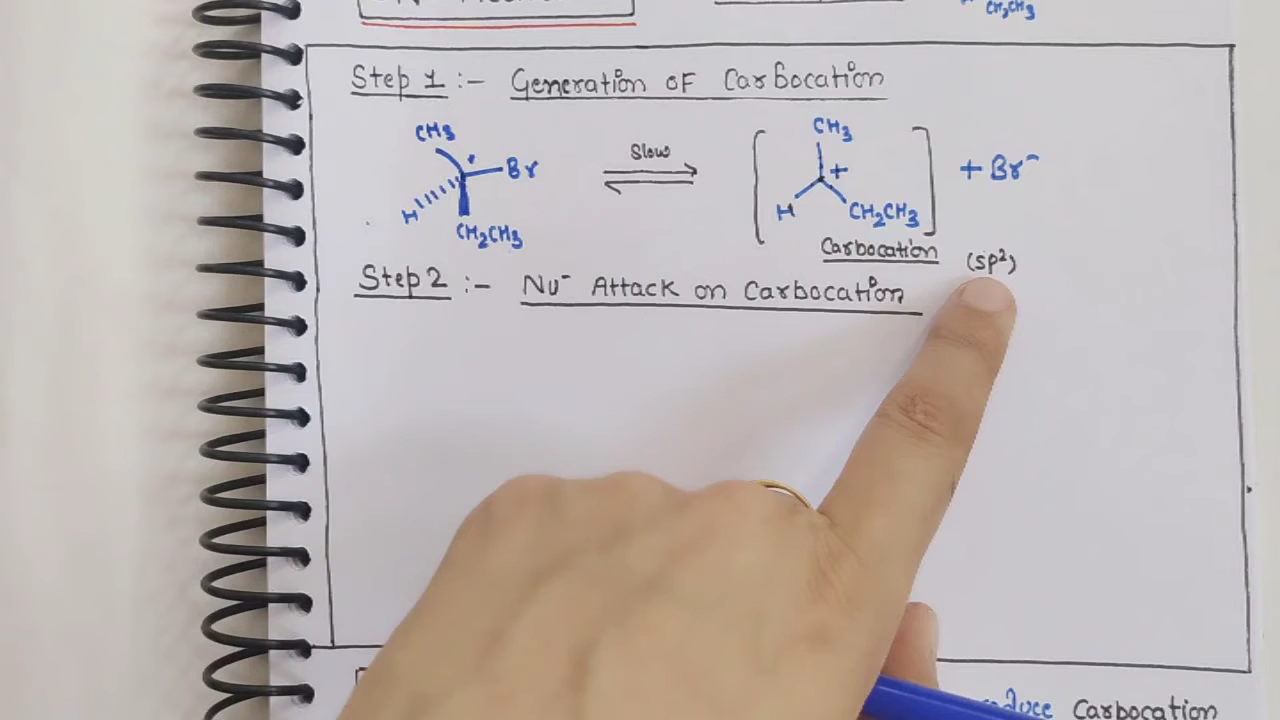 CH2CH3
Step 1 :- Generation of Carbocation
CH3
Br
H
CH2CH3
Slow
[ CH3
+
H
CH2CH3 ]
+ Br⁻
Carbocation (sp²)
Step 2 :- Nu⁻ Attack on Carbocation
Carbocation